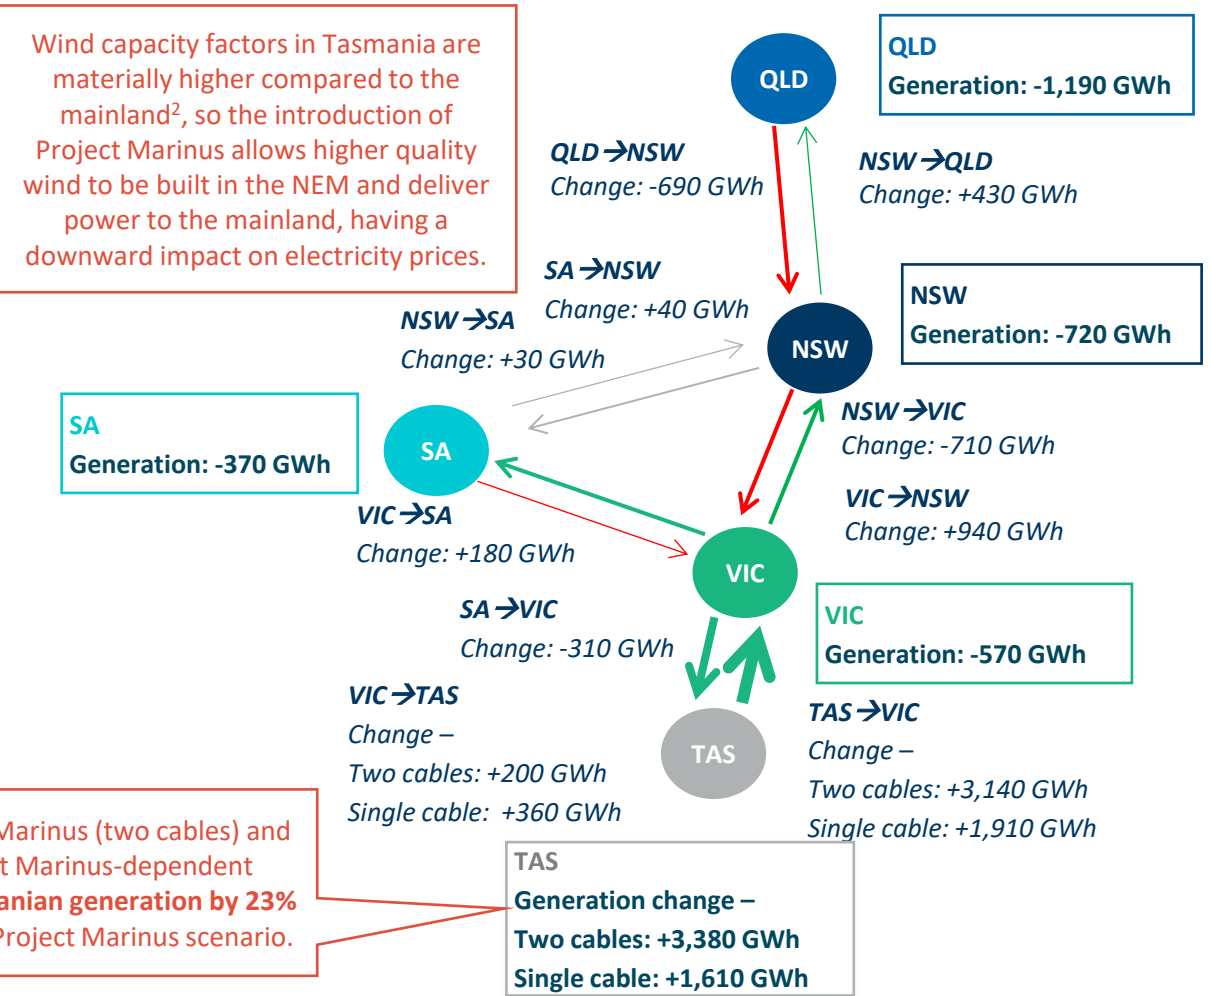 Wind capacity factors in Tasmania are
materially higher compared to the
mainland², so the introduction of
Project Marinus allows higher quality
wind to be built in the NEM and deliver
power to the mainland, having a
downward impact on electricity prices.
QLD
QLD
Generation: -1,190 GWh
QLD→NSW
Change: -690 GWh
NSW→QLD
Change: +430 GWh
SA→NSW
Change: +40 GWh
NSW→SA
Change: +30 GWh
NSW
NSW
Generation: -720 GWh
SA
Generation: -370 GWh
SA
NSW→VIC
Change: -710 GWh
VIC→SA
Change: +180 GWh
VIC→NSW
Change: +940 GWh
VIC
SA→VIC
Change: -310 GWh
VIC
Generation: -570 GWh
VIC→TAS
Change –
Two cables: +200 GWh
Single cable: +360 GWh
TAS
TAS→VIC
Change –
Two cables: +3,140 GWh
Single cable: +1,910 GWh
Marinus (two cables) and
t Marinus-dependent
anian generation by 23%
Project Marinus scenario.
TAS
Generation change –
Two cables: +3,380 GWh
Single cable: +1,610 GWh